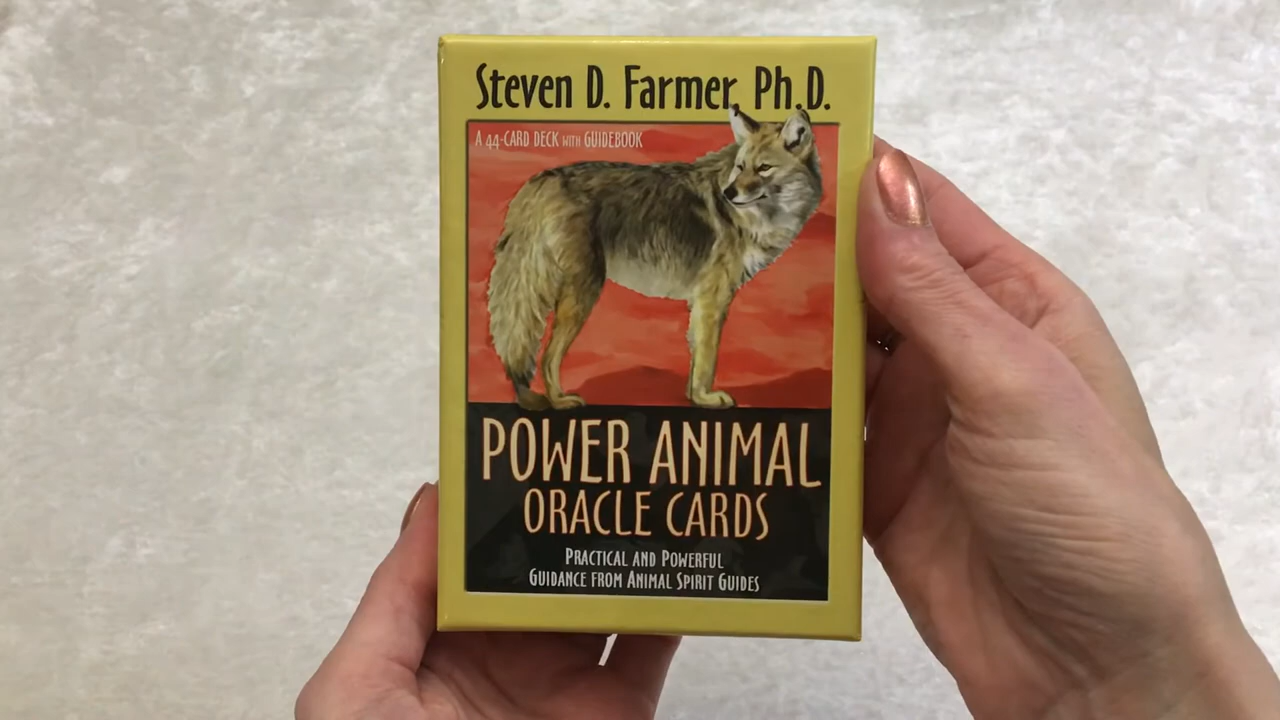 Steven D. Farmer, Ph.D.
A 44-CARD DECK WITH GUIDEBOOK
POWER ANIMAL
ORACLE CARDS
PRACTICAL AND POWERFUL
GUIDANCE FROM ANIMAL SPIRIT GUIDES